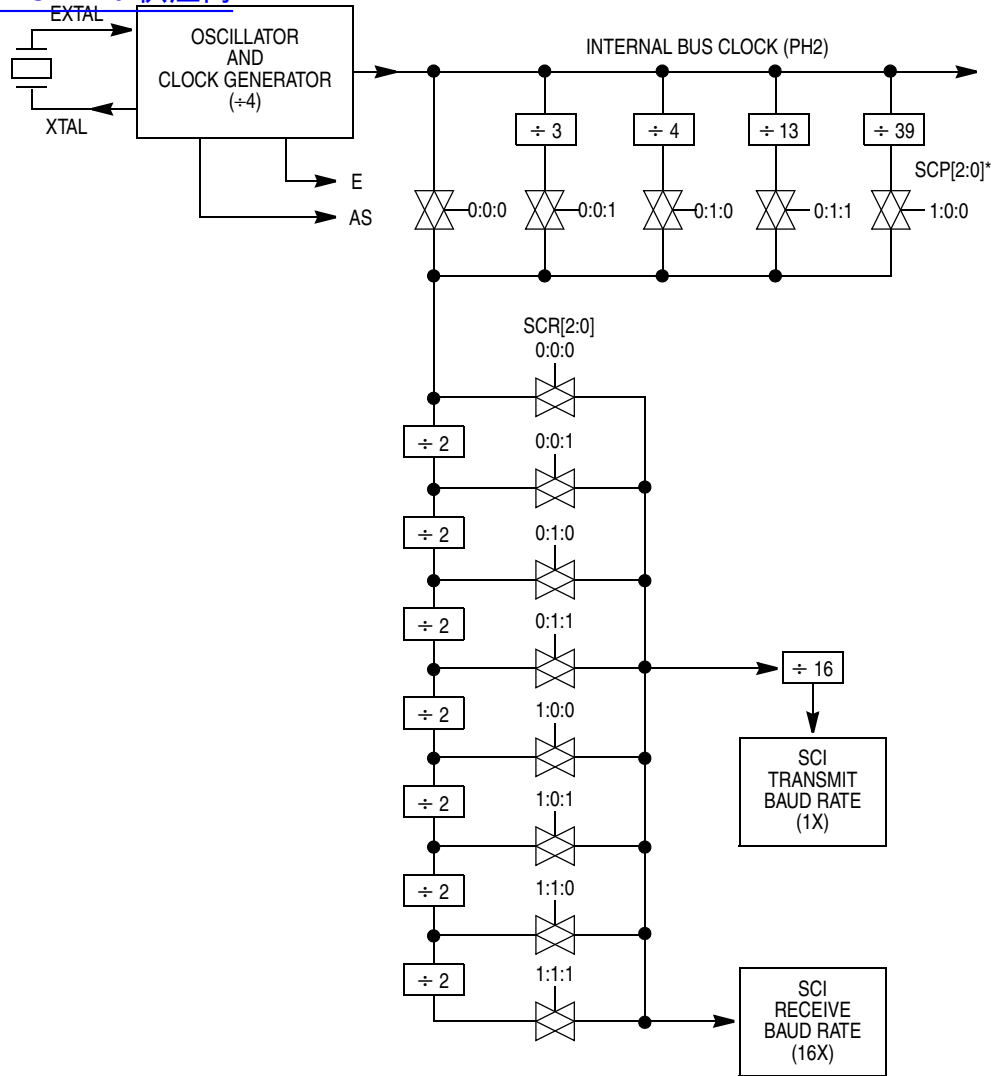 EXTAL
OSCILLATOR
AND
CLOCK GENERATOR
(÷4)
XTAL
E
AS
INTERNAL BUS CLOCK (PH2)
÷ 3
÷ 4
÷ 13
÷ 39
SCP[2:0]*
0:0:0
0:0:1
0:1:0
0:1:1
1:0:0
SCR[2:0]
0:0:0
÷ 2
0:0:1
÷ 2
0:1:0
÷ 2
0:1:1
÷ 16
÷ 2
1:0:0
SCI
TRANSMIT
BAUD RATE
(1X)
÷ 2
1:0:1
÷ 2
1:1:0
÷ 2
1:1:1
SCI
RECEIVE
BAUD RATE
(16X)